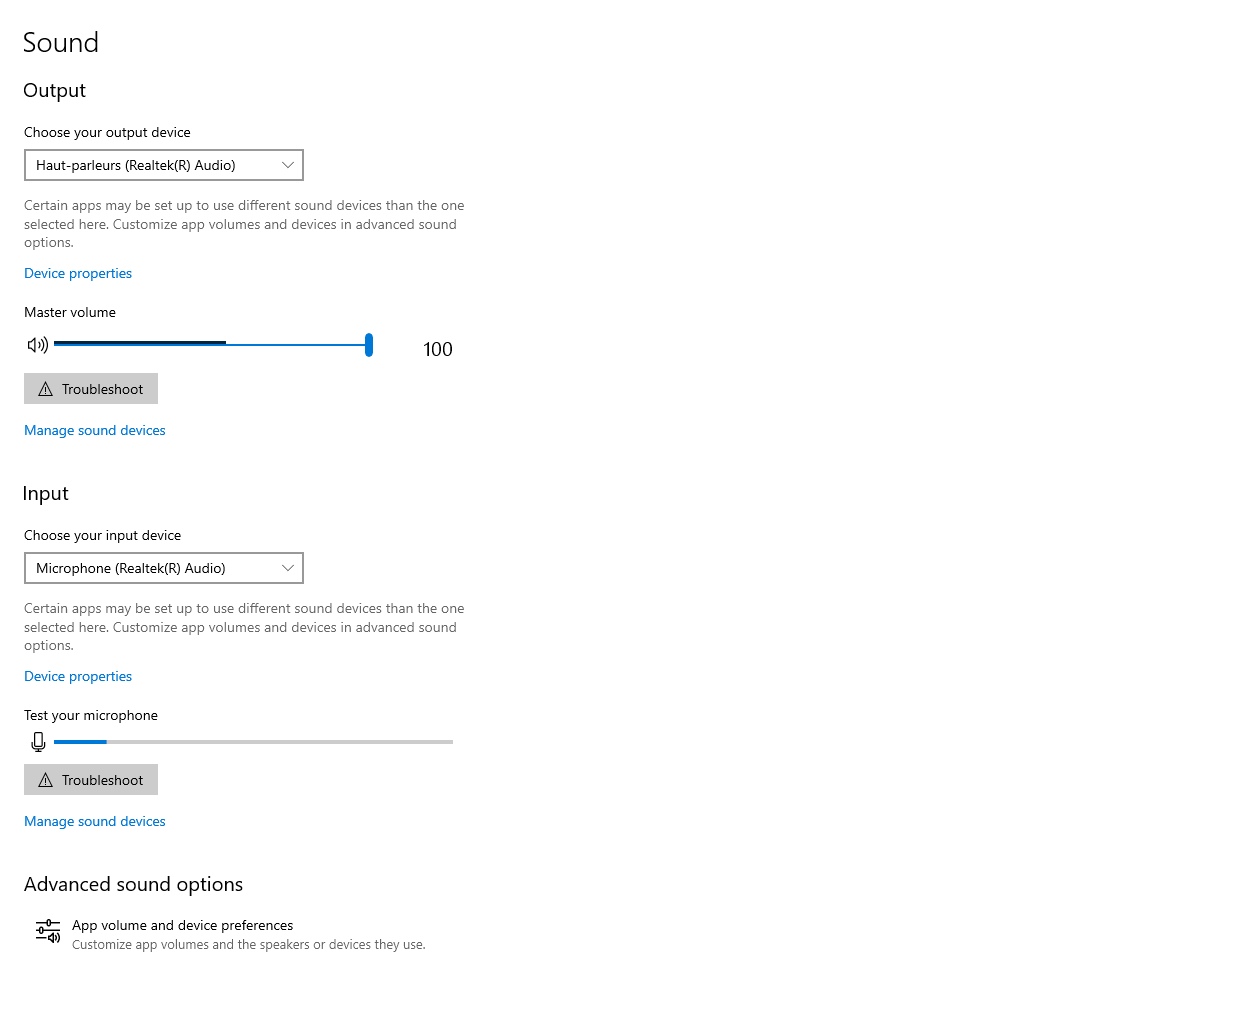 Sound
Output
Choose your output device
Haut-parleurs (Realtek(R) Audio)
Certain apps may be set up to use different sound devices than the one
selected here. Customize app volumes and devices in advanced sound
options.
Device properties
Master volume
100
Troubleshoot
Manage sound devices
Input
Choose your input device
Microphone (Realtek(R) Audio)
Certain apps may be set up to use different sound devices than the one
selected here. Customize app volumes and devices in advanced sound
options.
Device properties
Test your microphone
Troubleshoot
Manage sound devices
Advanced sound options
App volume and device preferences
Customize app volumes and the speakers or devices they use.